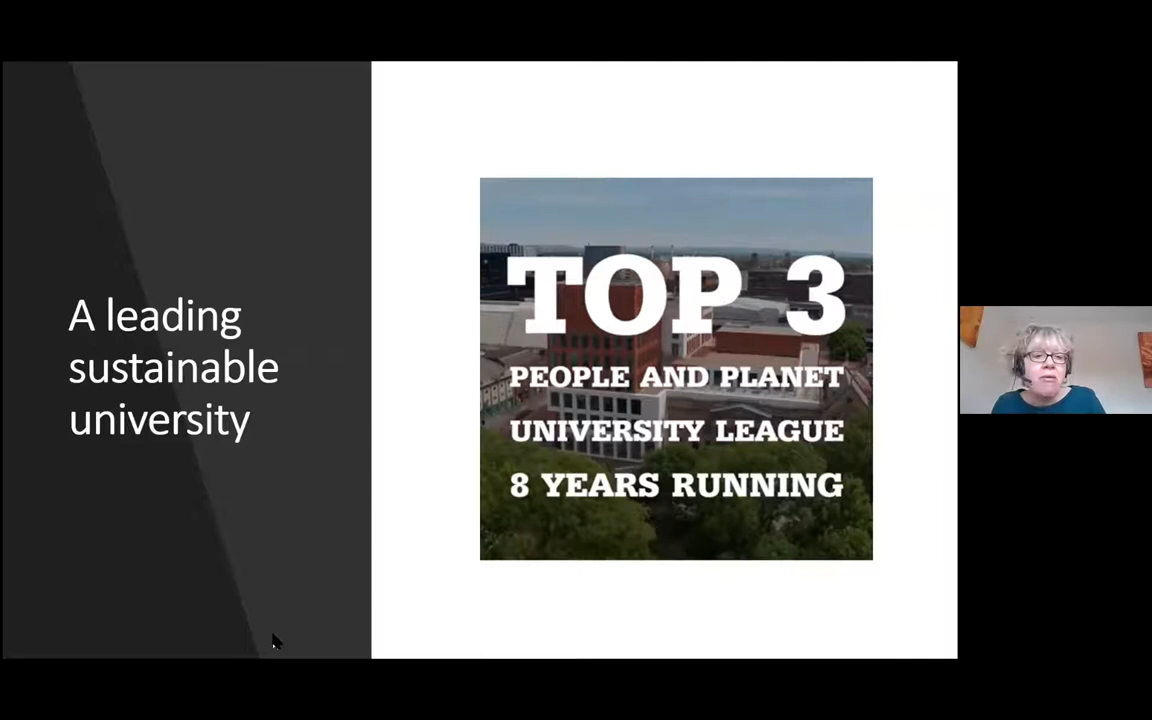 A leading
sustainable
university
TOP 3
PEOPLE AND PLANET
UNIVERSITY LEAGUE
8 YEARS RUNNING